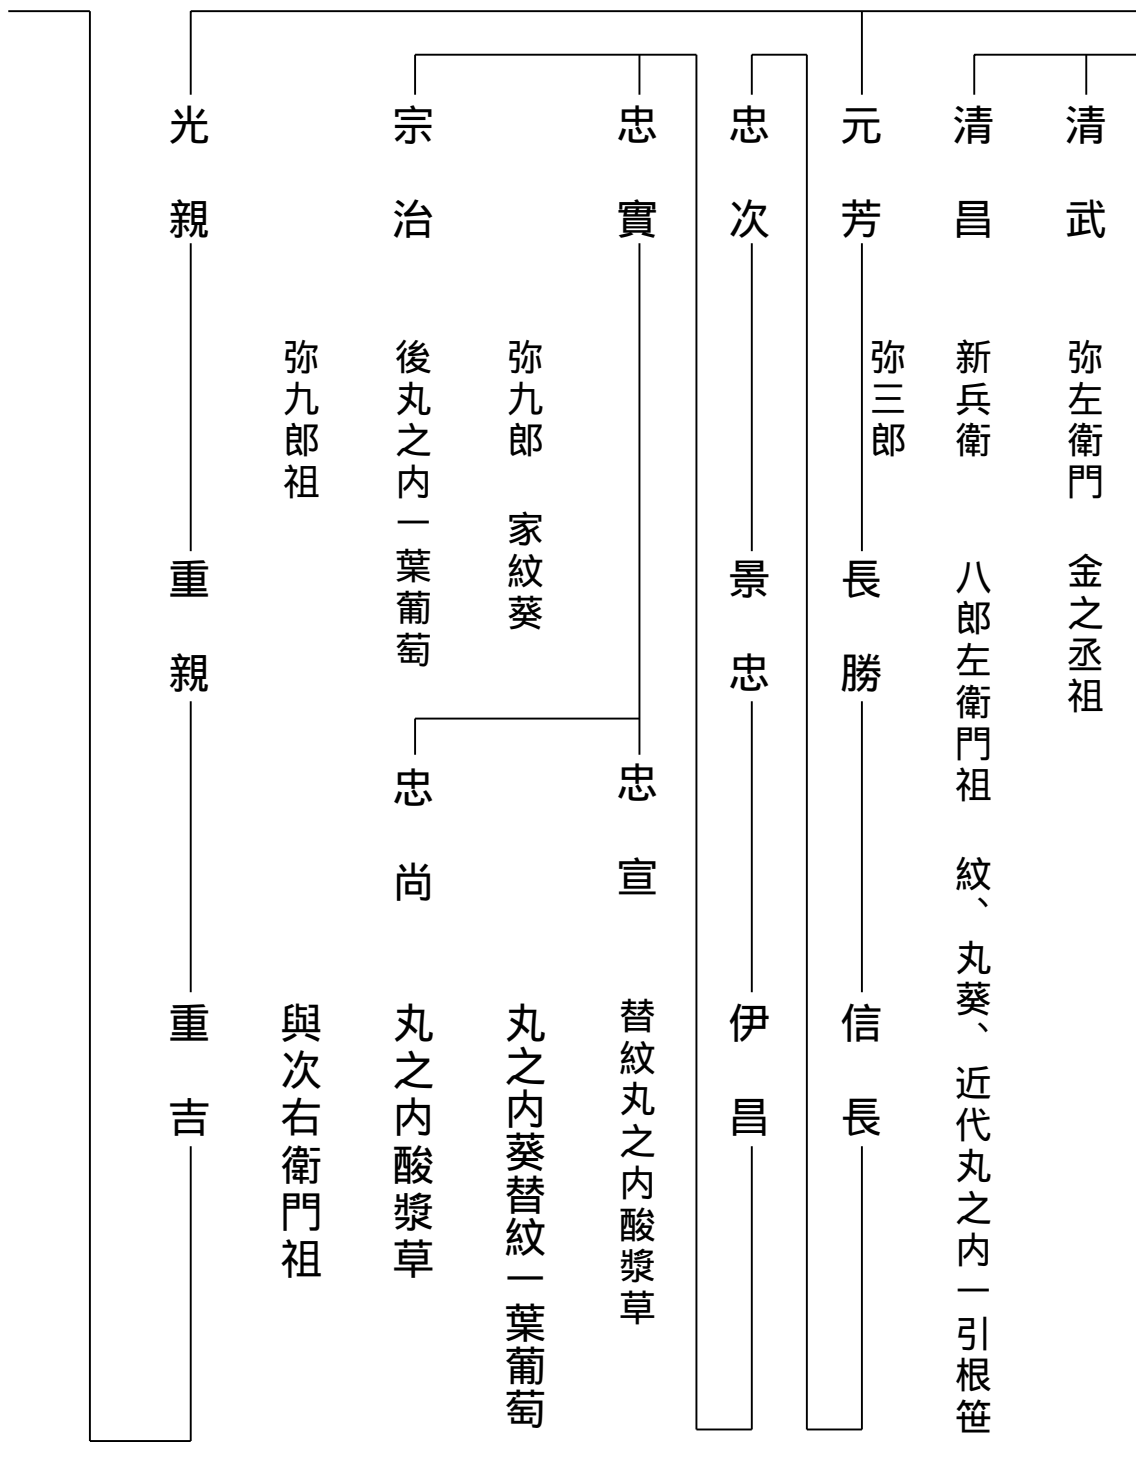 清武
弥左衛門　金之丞祖
清昌
新兵衛　八郎左衛門祖　紋、丸葵、近代丸之内一引根笹
元芳
弥三郎
長勝
信長
忠次
景忠
伊昌
忠實
弥九郎　家紋葵
後丸之内一葉葡萄
弥九郎祖
忠宣
替紋丸之内酸漿草
丸之内葵替紋一葉葡萄
忠尚
丸之内酸漿草
與次右衛門祖
宗治
光親
重親
重吉